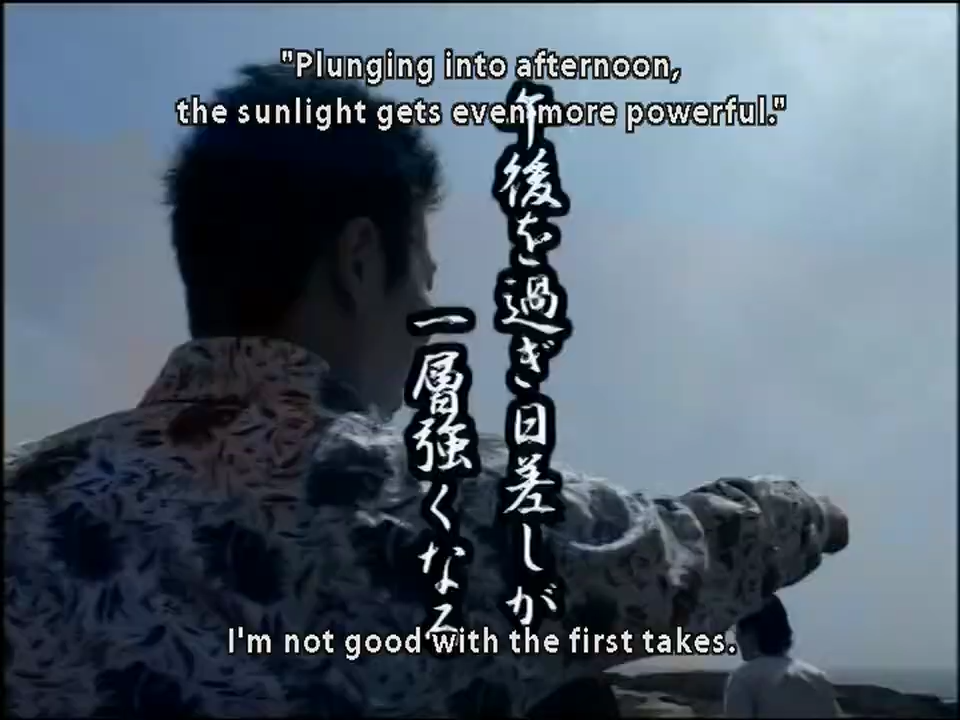 "Plunging into afternoon,
the sunlight gets even more powerful."
午後を過ぎ日差しが
一層強くなる
I'm not good with the first takes.